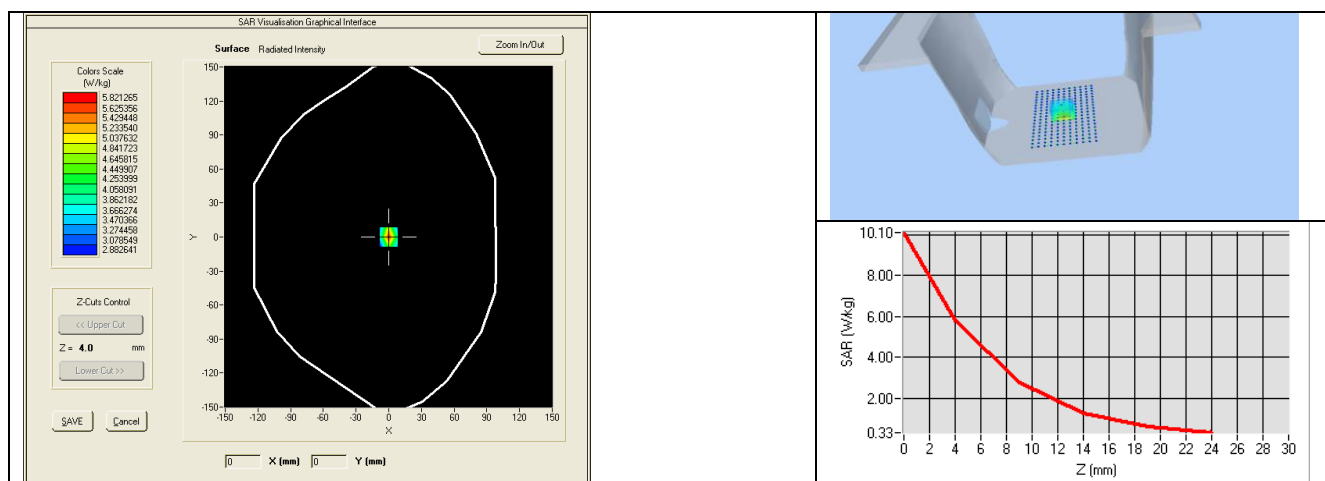 SAR Visualisation Graphical Interface
Surface Radiated Intensity
Zoom In/Out
Colors Scale
(W/kg)
5.821265
5.625356
5.429448
5.233540
5.037632
4.841723
4.645815
4.449907
4.253999
4.058091
3.862182
3.666274
3.470366
3.274458
3.078549
2.882641
Z-Cuts Control
<< Upper Cut
Z = 4.0 mm
Lower Cut >>
SAVE Cancel
150
120
90
60
30
0
-30
-60
-90
-120
-150
Y
-150 -120 -90 -60 -30 0 30 60 90 120 150
X
0 X (mm) 0 Y (mm)
10.10
8.00
6.00
4.00
2.00
0.33
SAR (W/kg)
0 2 4 6 8 10 12 14 16 18 20 22 24 26 28 30
Z (mm)